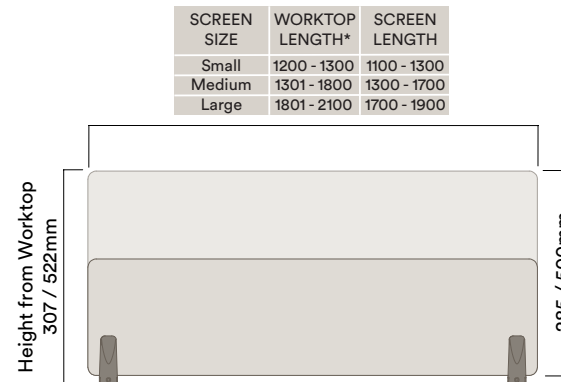 SCREEN SIZE WORKTOP LENGTH* SCREEN LENGTH
Small 1200 - 1300 1100 - 1300
Medium 1301 - 1800 1300 - 1700
Large 1801 - 2100 1700 - 1900
Height from Worktop
307 / 522mm